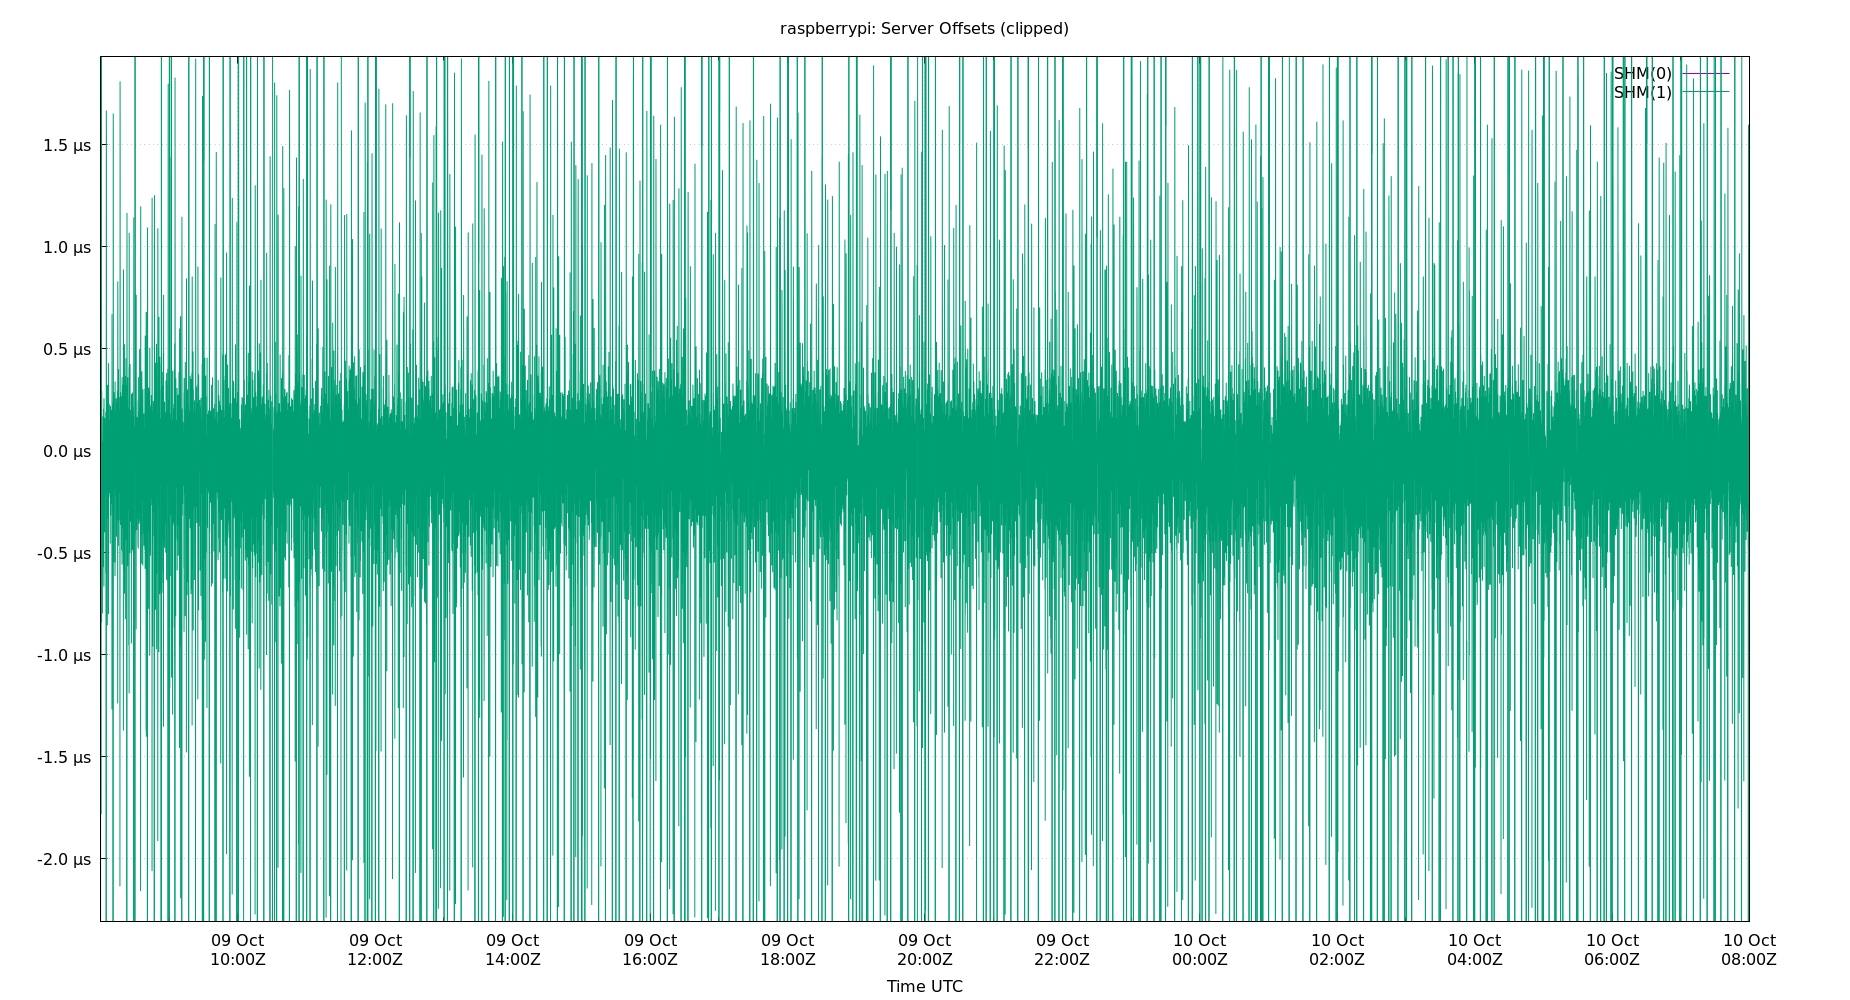 raspberrypi: Server Offsets (clipped)
SHM(0)
SHM(1)
1.5 µs
1.0 µs
0.5 µs
0.0 µs
-0.5 µs
-1.0 µs
-1.5 µs
-2.0 µs
09 Oct 09 Oct 09 Oct 09 Oct 09 Oct 09 Oct 09 Oct 10 Oct 10 Oct 10 Oct 10 Oct 10 Oct
10:00Z 12:00Z 14:00Z 16:00Z 18:00Z 20:00Z 22:00Z 00:00Z 02:00Z 04:00Z 06:00Z 08:00Z
Time UTC